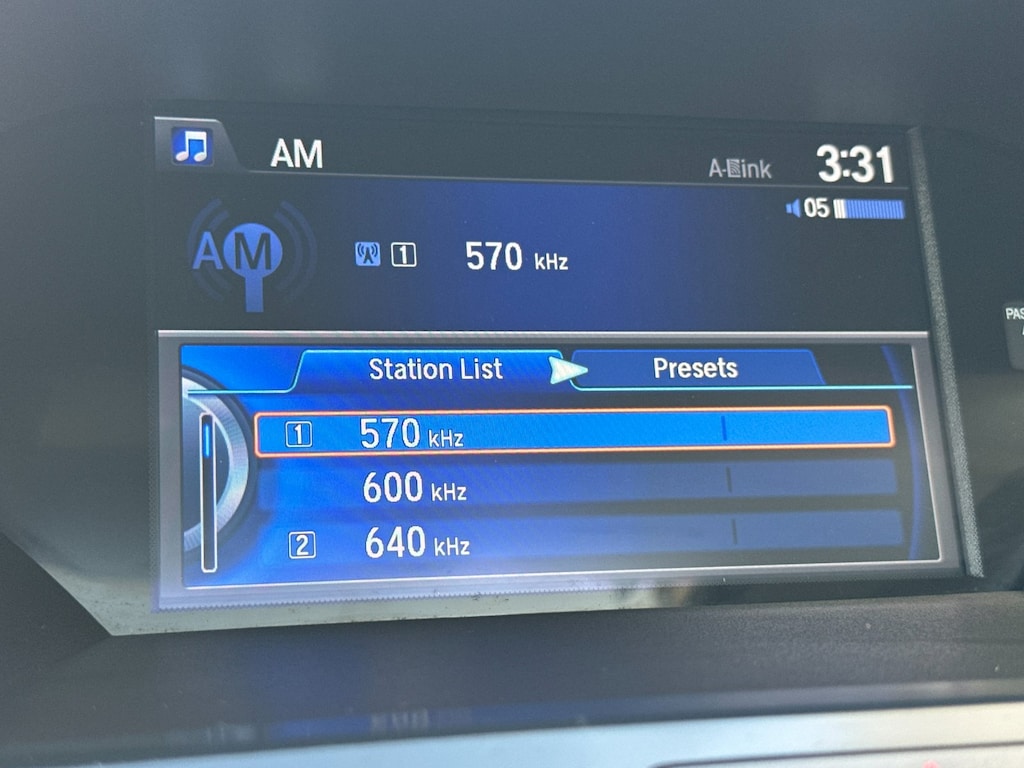 AM
A-Link
3:31
05
AM
1 570 kHz
Station List
Presets
1 570 kHz
600 kHz
2 640 kHz